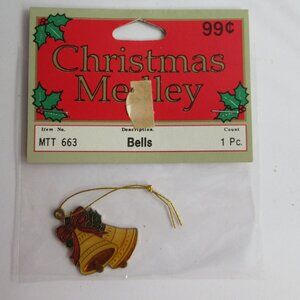 99¢
Christmas
Medley
Item No. Description Count
MTT 663 Bells 1 Pc.